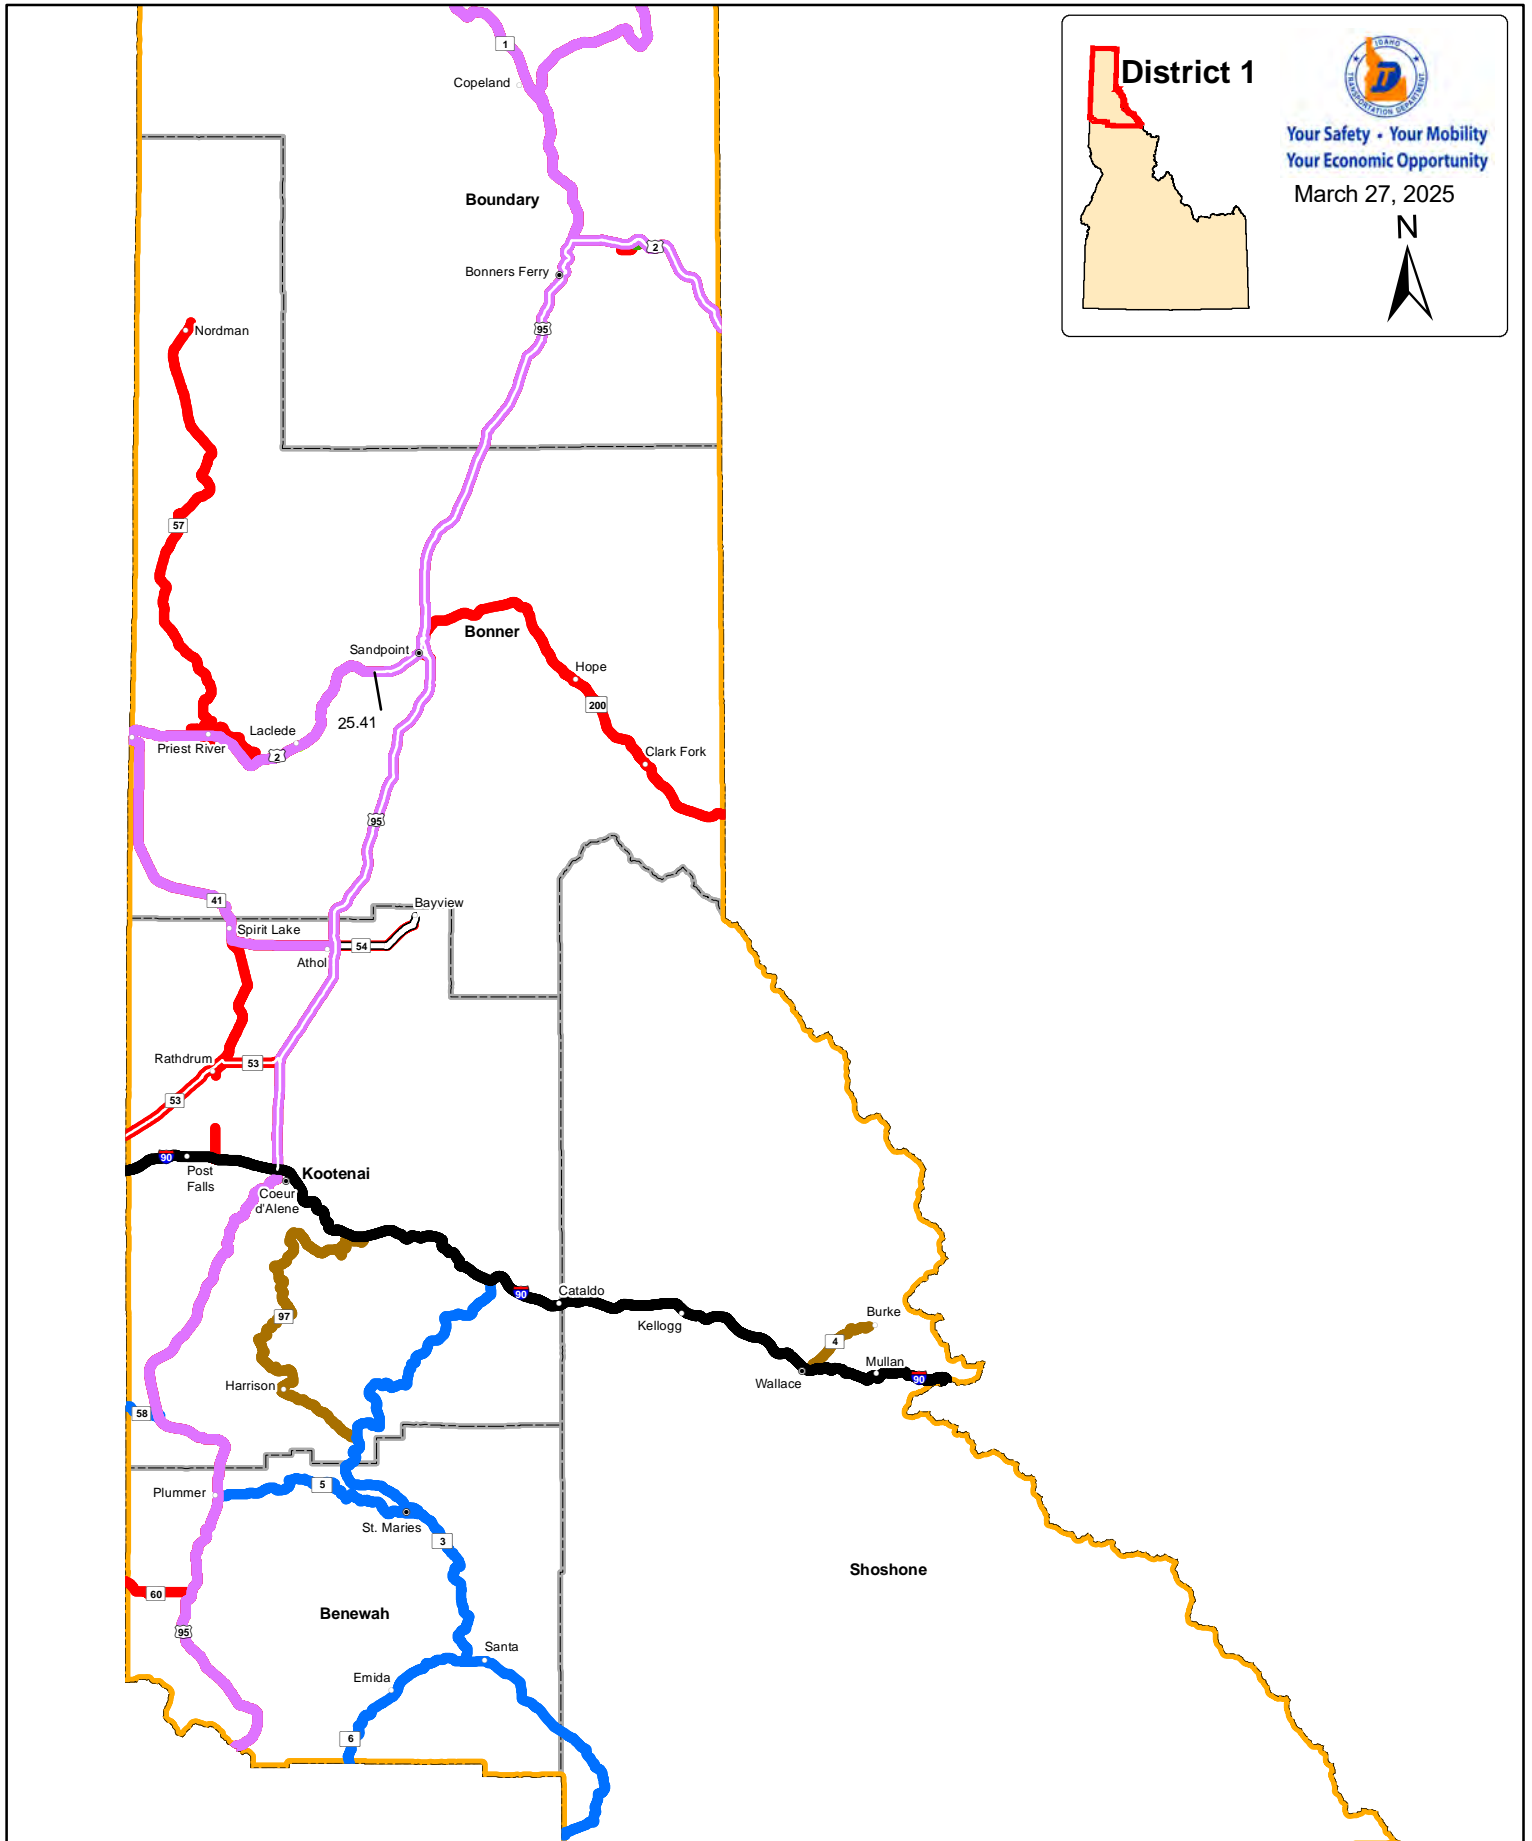 1
Copeland
District 1
IDAHO
TRANSPORTATION DEPARTMENT
Your Safety • Your Mobility
Your Economic Opportunity
March 27, 2025
N
Boundary
2
Bonners Ferry
95
Nordman
57
Bonner
Sandpoint
Hope
200
25.41
Laclede
Priest River
2
Clark Fork
95
41
Bayview
Spirit Lake
54
Athol
Rathdrum
53
53
90
Post
Falls
Kootenai
Coeur
d'Alene
90
Cataldo
97
Kellogg
Burke
4
Mullan
Wallace
90
Harrison
58
Plummer
5
St. Maries
3
Shoshone
60
Benewah
95
Santa
Emida
6